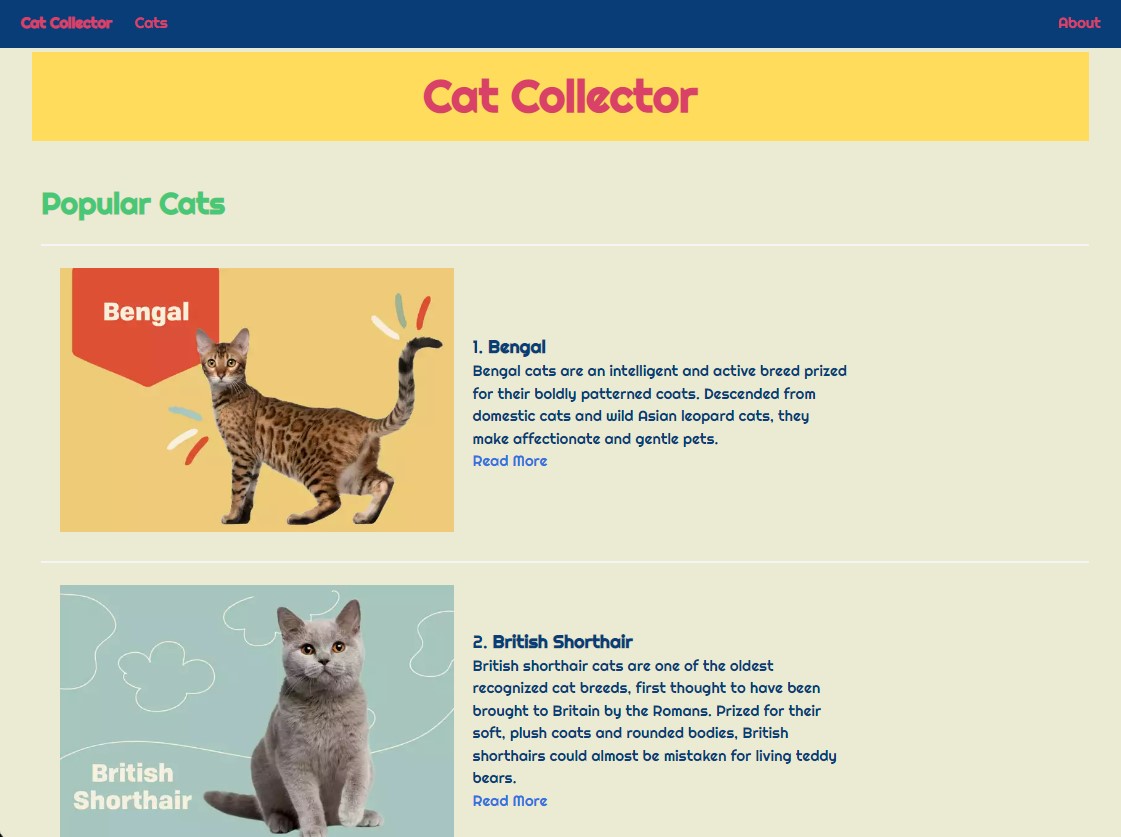 Cat Collector Cats About
Cat Collector
Popular Cats
Bengal
1. Bengal
Bengal cats are an intelligent and active breed prized
for their boldly patterned coats. Descended from
domestic cats and wild Asian leopard cats, they
make affectionate and gentle pets.
Read More
British
Shorthair
2. British Shorthair
British shorthair cats are one of the oldest
recognized cat breeds, first thought to have been
brought to Britain by the Romans. Prized for their
soft, plush coats and rounded bodies, British
shorthairs could almost be mistaken for living teddy
bears.
Read More